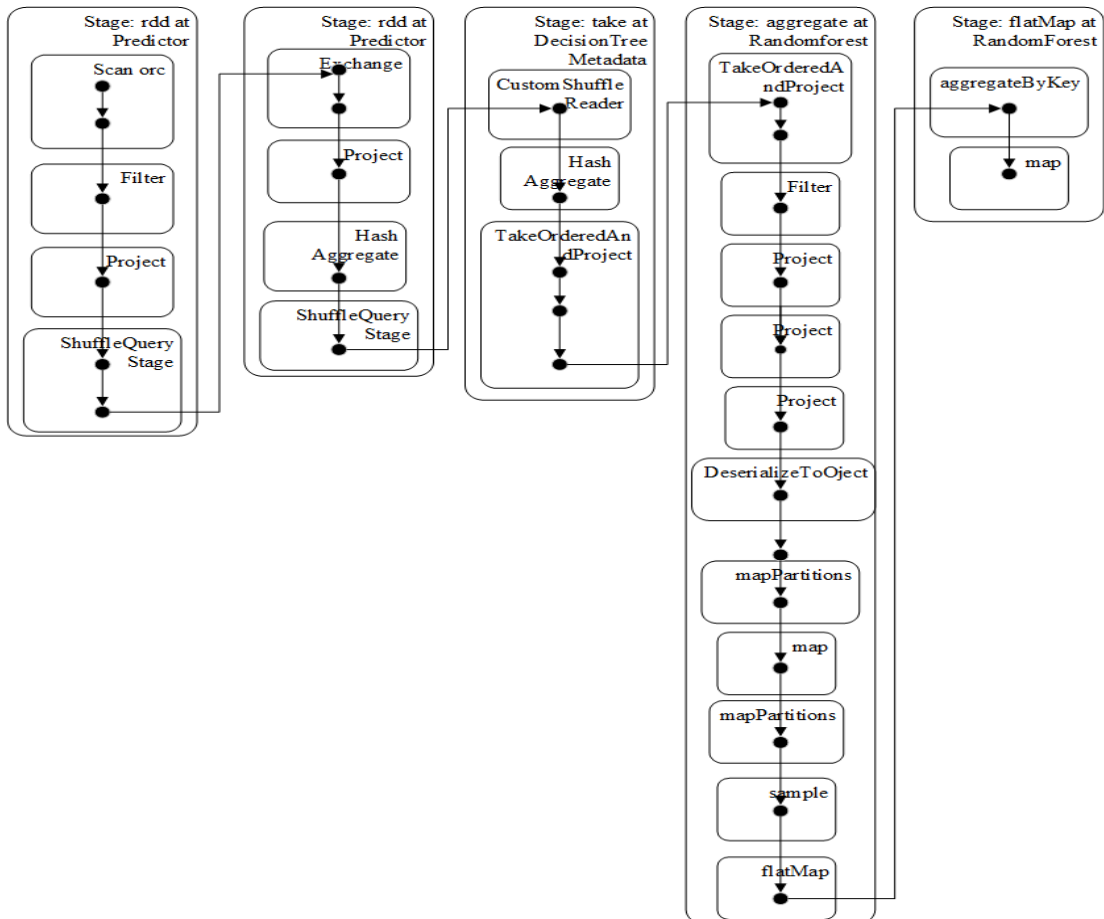 Stage: rdd at
Predictor
Scan orc
Filter
Project
ShuffleQuery
Stage
Stage: rdd at
Predictor
Exchange
Project
Hash
Aggregate
ShuffleQuery
Stage
Stage: take at
DecisionTree
Metadata
CustomShuffle
Reader
Hash
Aggregate
TakeOrderedAn
dProject
Stage: aggregate at
Randomforest
TakeOrderedA
ndProject
Filter
Project
Project
Project
DeserializeToOject
mapPartitions
map
mapPartitions
sample
flatMap
Stage: flatMap at
RandomForest
aggregateByKey
map